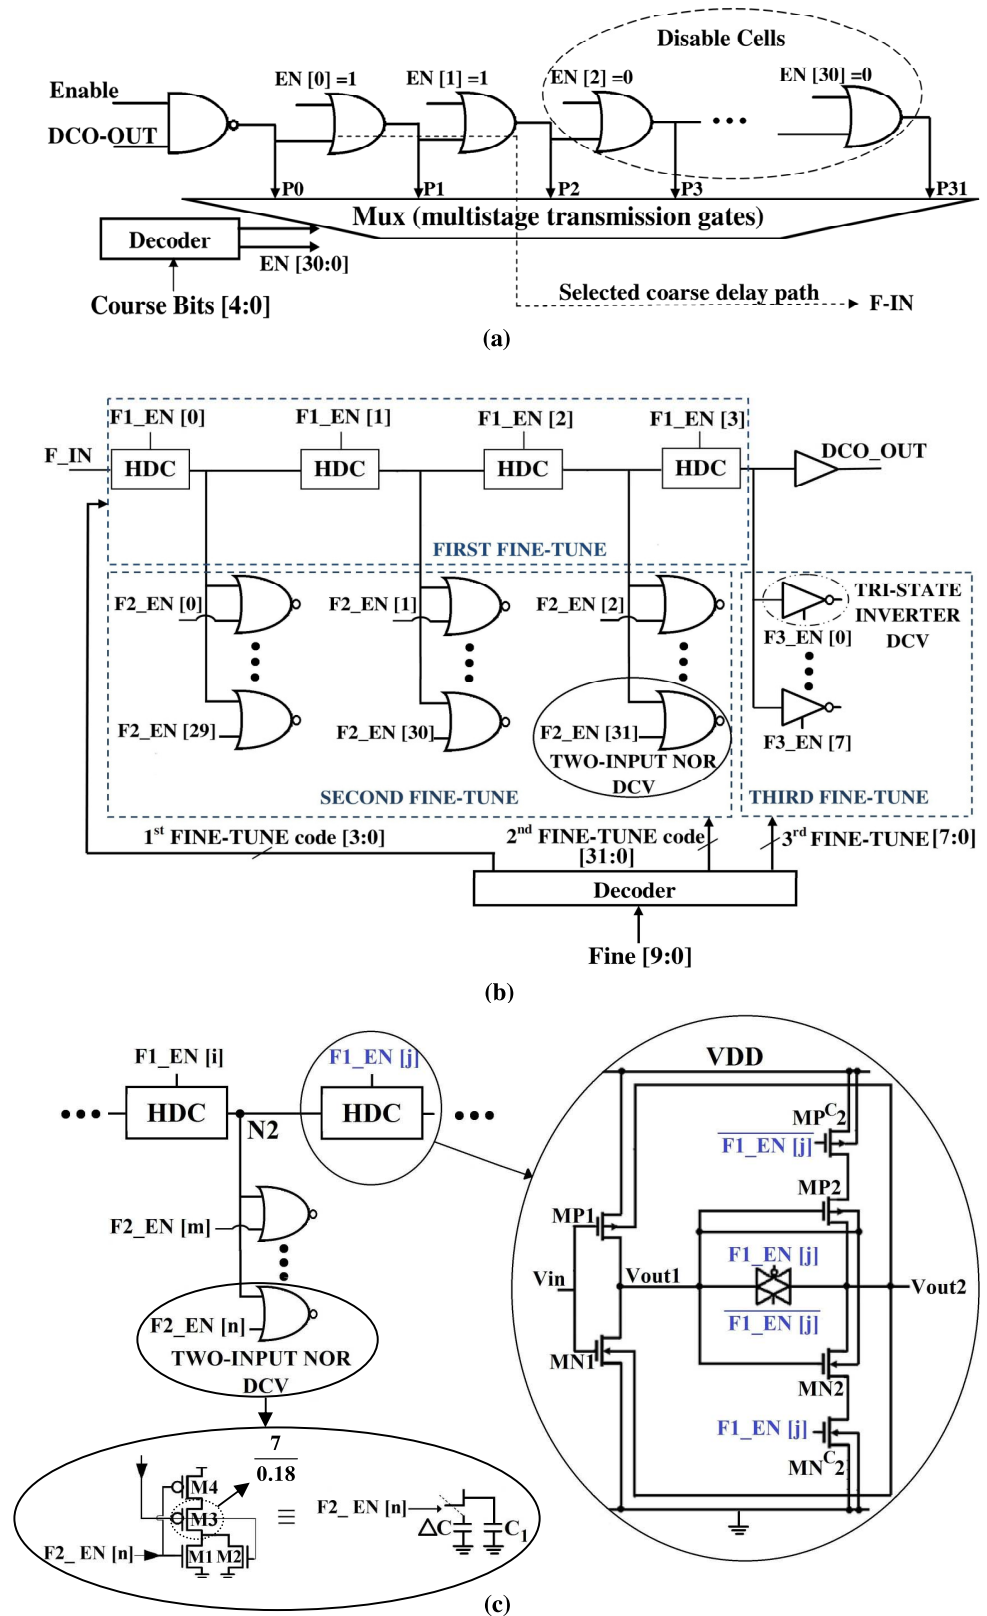 Disable Cells
EN [0] =1
EN [1] =1
EN [2] =0
EN [30] =0
Enable
DCO-OUT
P0
P1
P2
P3
P31
Mux (multistage transmission gates)
Decoder
EN [30:0]
Course Bits [4:0]
Selected coarse delay path
F-IN
(a)
F1_EN [0]
F1_EN [1]
F1_EN [2]
F1_EN [3]
F_IN
HDC
HDC
HDC
HDC
DCO_OUT
FIRST FINE-TUNE
F2_EN [0]
F2_EN [1]
F2_EN [2]
TRI-STATE
INVERTER
DCV
F3_EN [0]
F2_EN [29]
F2_EN [30]
F2_EN [31]
F3_EN [7]
TWO-INPUT NOR
DCV
SECOND FINE-TUNE
THIRD FINE-TUNE
1st FINE-TUNE code [3:0]
2nd FINE-TUNE code
[31:0]
3rd FINE-TUNE [7:0]
Decoder
Fine [9:0]
(b)
F1_EN [i]
F1_EN [j]
HDC
HDC
N2
F2_EN [m]
F2_EN [n]
TWO-INPUT NOR
DCV
7
0.18
M4
M3
M1
M2
F2_ EN [n]
≡
F2_ EN [n]
ΔC
C1
VDD
MPC2
F1_EN [j]
MP2
MP1
F1_EN [j]
Vin
Vout1
Vout2
F1_EN [j]
MN1
MN2
F1_EN [j]
MNC2
(c)